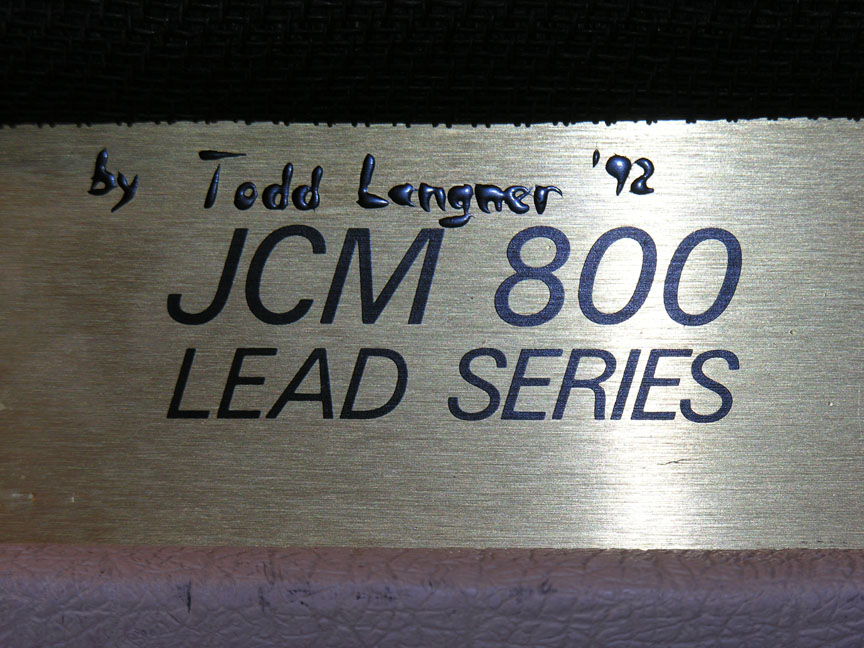 by Todd Langner '92
JCM 800
LEAD SERIES